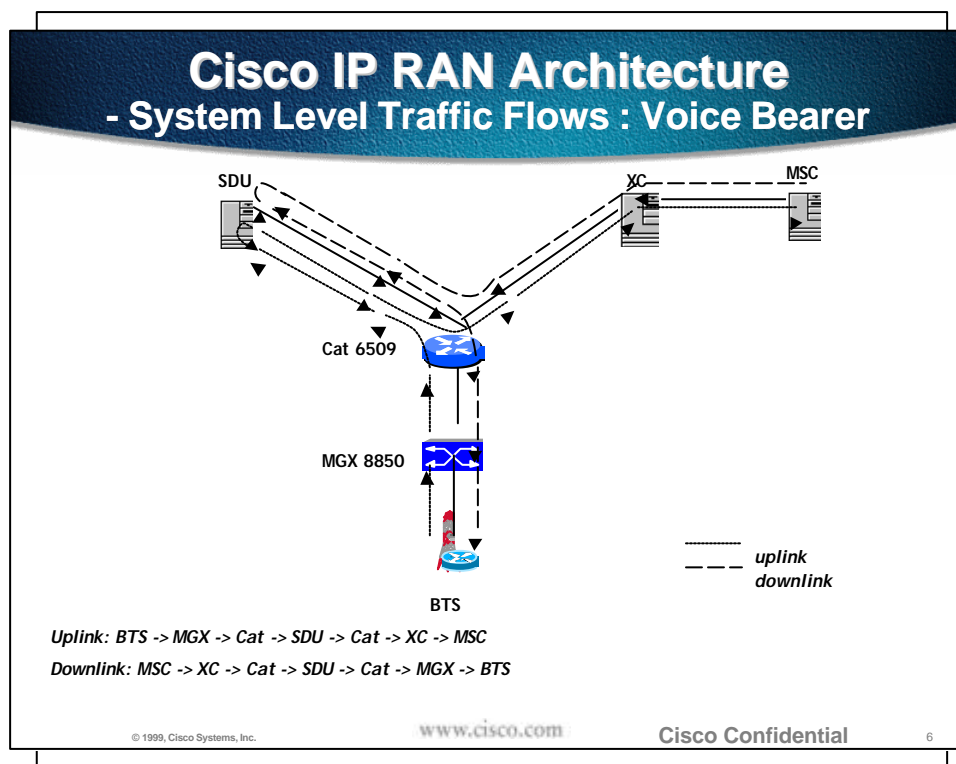 Cisco IP RAN Architecture
- System Level Traffic Flows : Voice Bearer
SDU
XC
MSC
Cat 6509
MGX 8850
uplink
downlink
BTS
Uplink: BTS -> MGX -> Cat -> SDU -> Cat -> XC -> MSC
Downlink: MSC -> XC -> Cat -> SDU -> Cat -> MGX -> BTS
© 1999, Cisco Systems, Inc.
www.cisco.com
Cisco Confidential
6